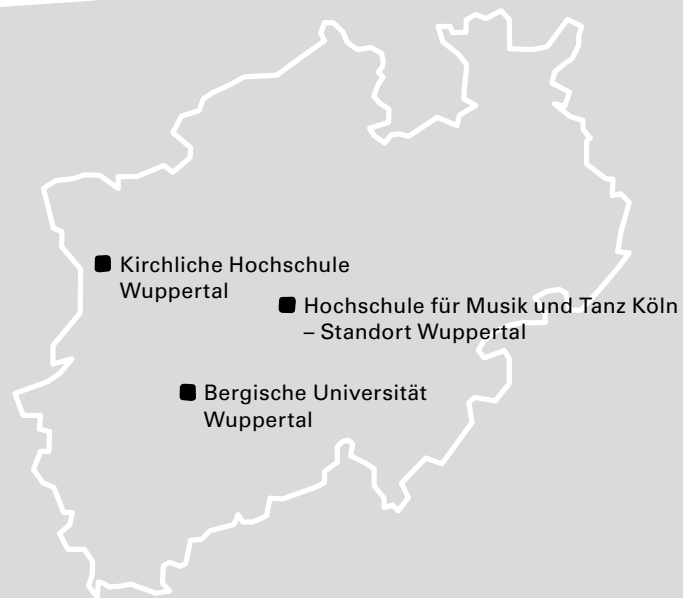 Kirchliche Hochschule
Wuppertal
Hochschule für Musik und Tanz Köln
– Standort Wuppertal
Bergische Universität
Wuppertal